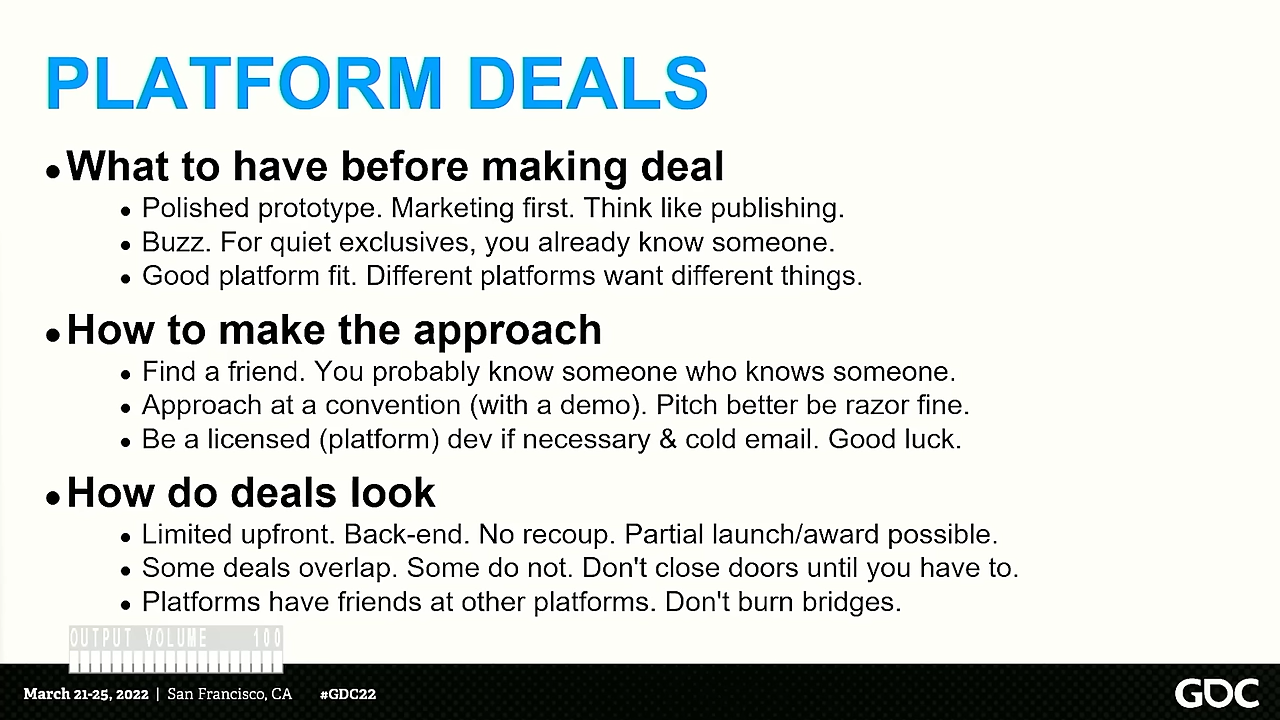 PLATFORM DEALS
•What to have before making deal
• Polished prototype. Marketing first. Think like publishing.
• Buzz. For quiet exclusives, you already know someone.
• Good platform fit. Different platforms want different things.
•How to make the approach
• Find a friend. You probably know someone who knows someone.
• Approach at a convention (with a demo). Pitch better be razor fine.
• Be a licensed (platform) dev if necessary & cold email. Good luck.
•How do deals look
• Limited upfront. Back-end. No recoup. Partial launch/award possible.
• Some deals overlap. Some do not. Don't close doors until you have to.
• Platforms have friends at other platforms. Don't burn bridges.
OUTPUT VOLUME 100
March 21-25, 2022 | San Francisco, CA #GDC22
GDC